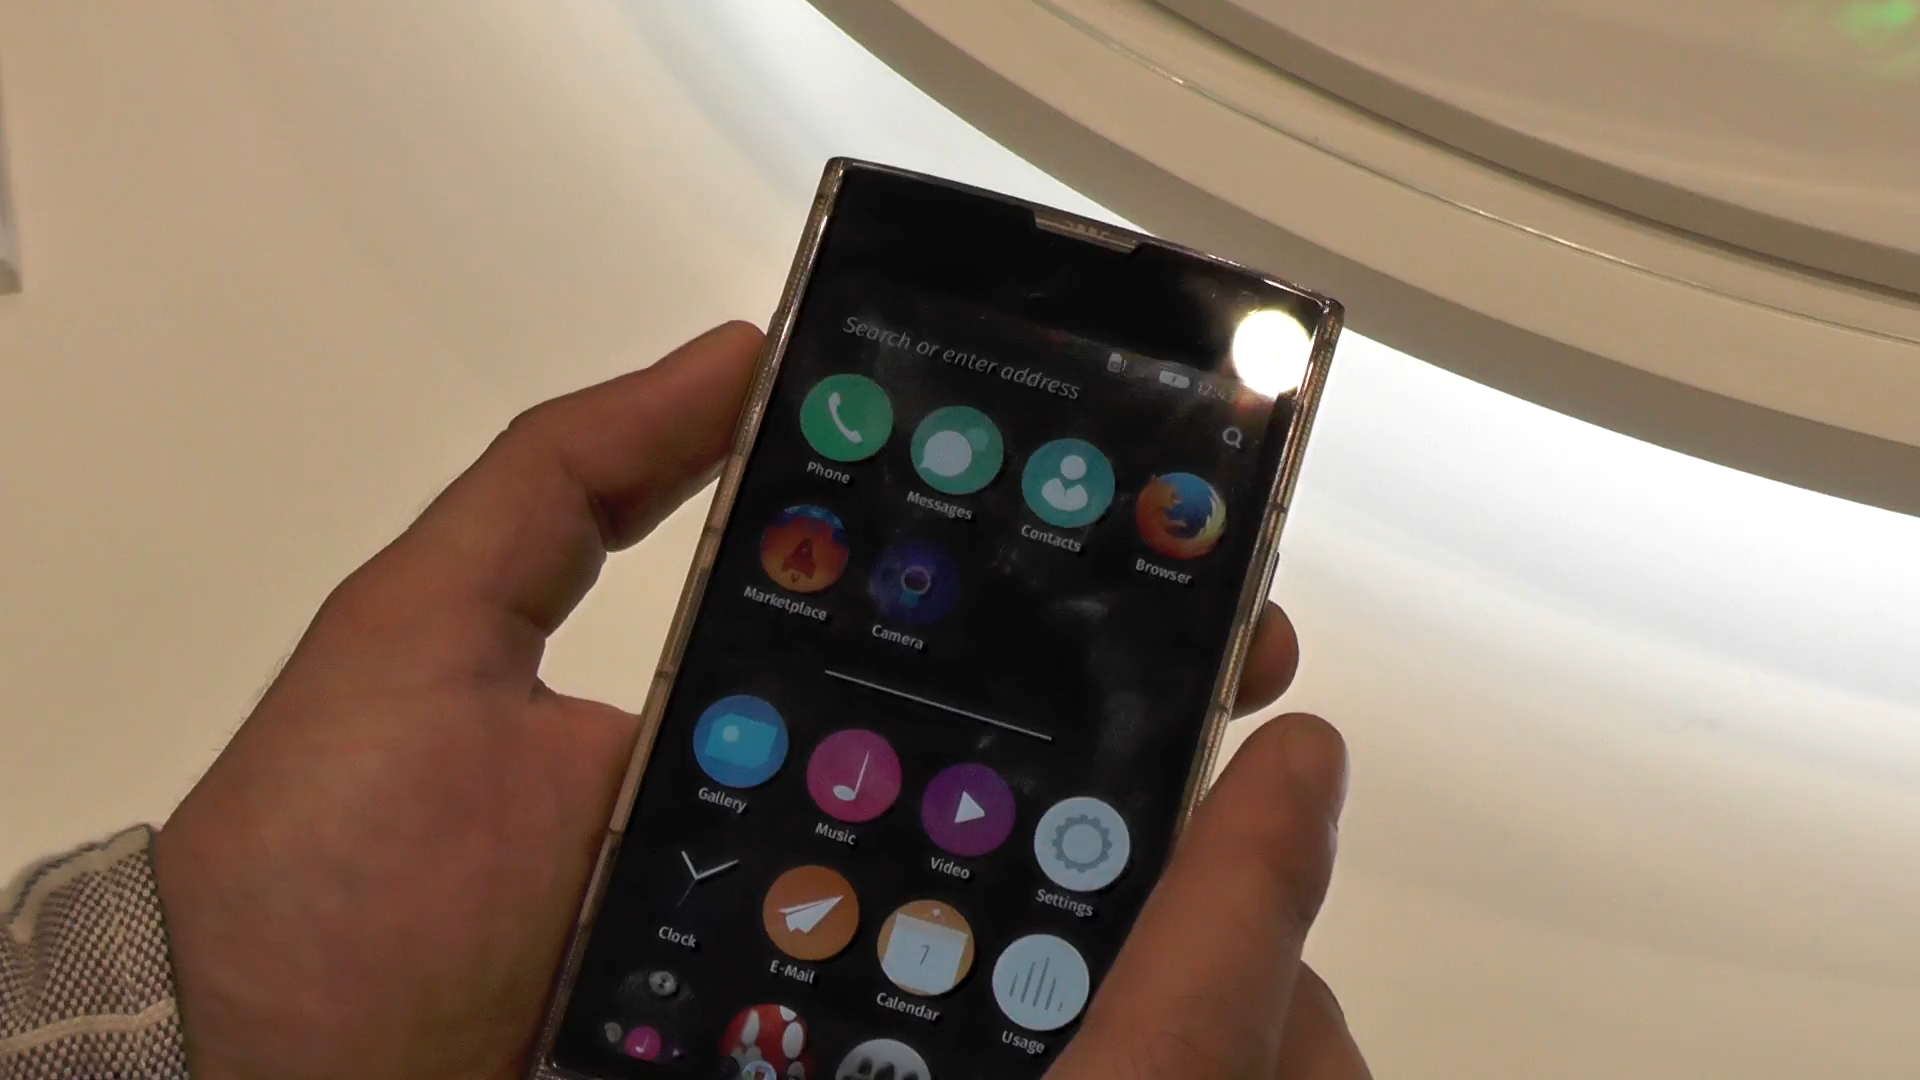 Search or enter address
Phone
Messages
Contacts
Browser
Marketplace
Camera
Gallery
Music
Video
Settings
Clock
E-Mail
Calendar
Usage